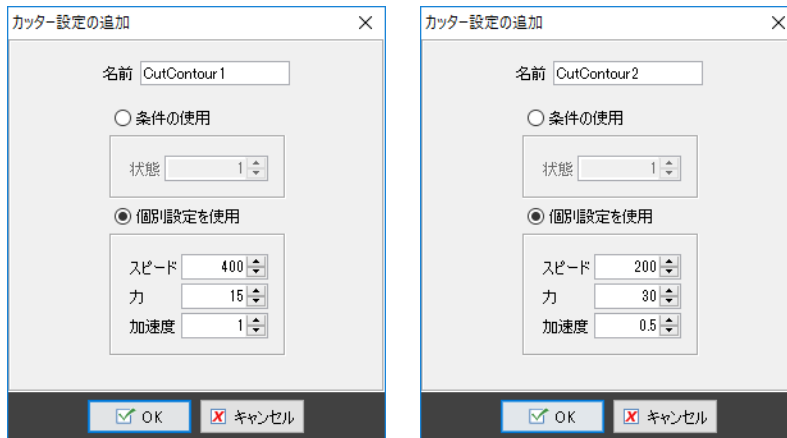 カッター設定の追加
名前 CutContour1
条件の使用
状態 1
個別設定を使用
スピード 400
力 15
加速度 1
OK キャンセル
カッター設定の追加
名前 CutContour2
条件の使用
状態 1
個別設定を使用
スピード 200
力 30
加速度 0.5
OK キャンセル